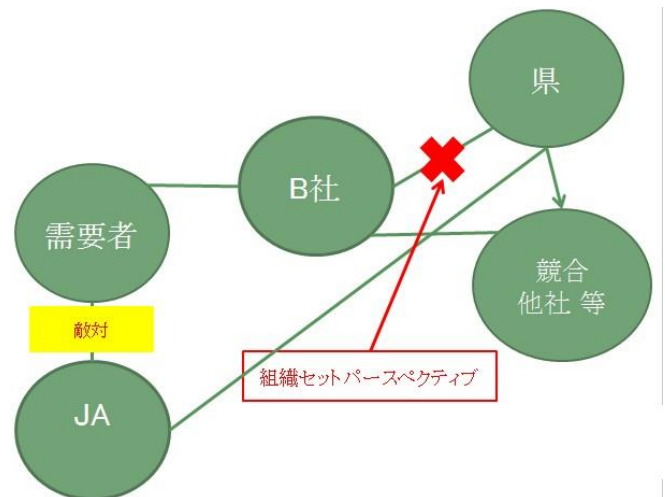 県
B社
需要者
競合
他社 等
敵対
組織セットパースペクティブ
JA